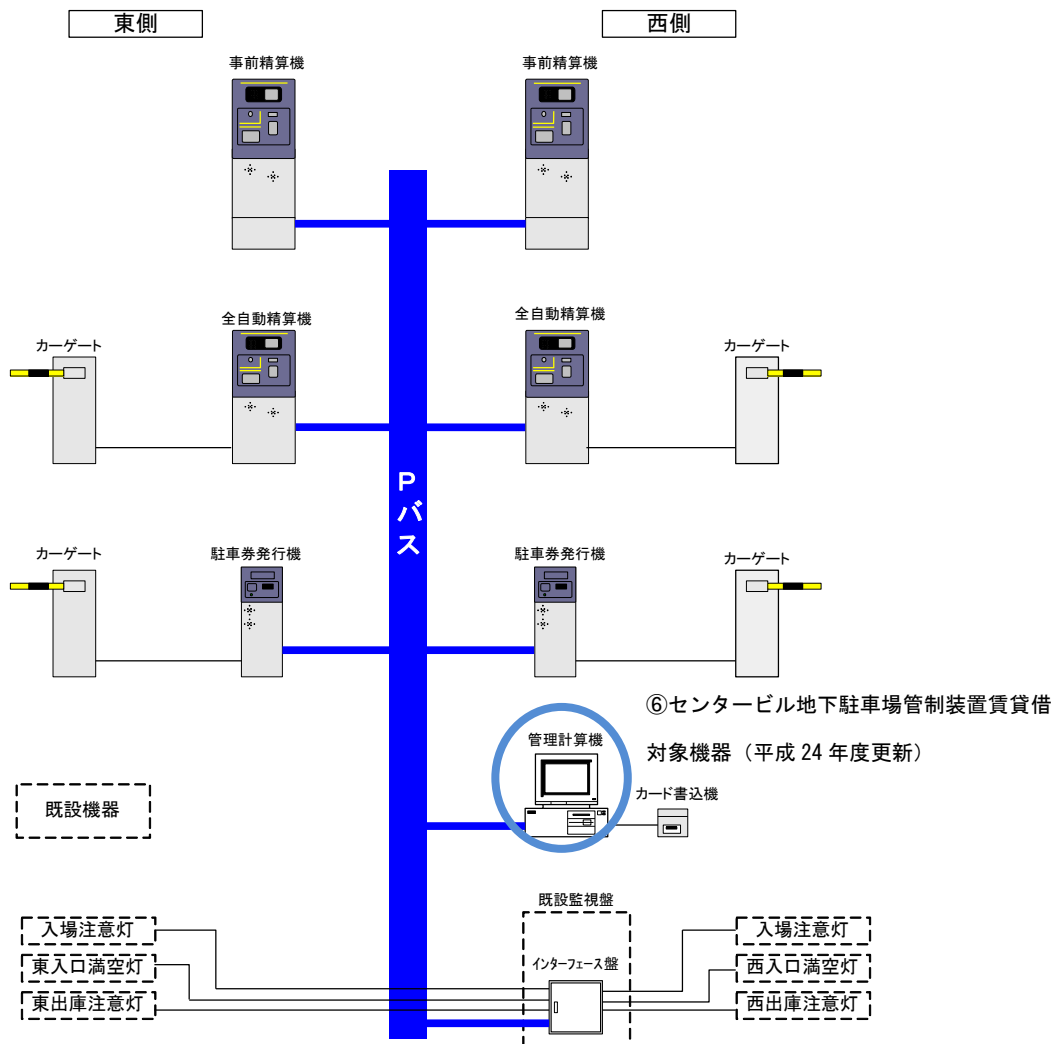 東側
西側
事前精算機
事前精算機
全自動精算機
全自動精算機
カーゲート
カーゲート
Pバス
カーゲート
駐車券発行機
駐車券発行機
カーゲート
⑥センタービル地下駐車場管制装置賃貸借
対象機器（平成 24 年度更新）
管理計算機
カード書込機
既設機器
既設監視盤
入場注意灯
入場注意灯
東入口満空灯
インターフェース盤
西入口満空灯
東出庫注意灯
西出庫注意灯